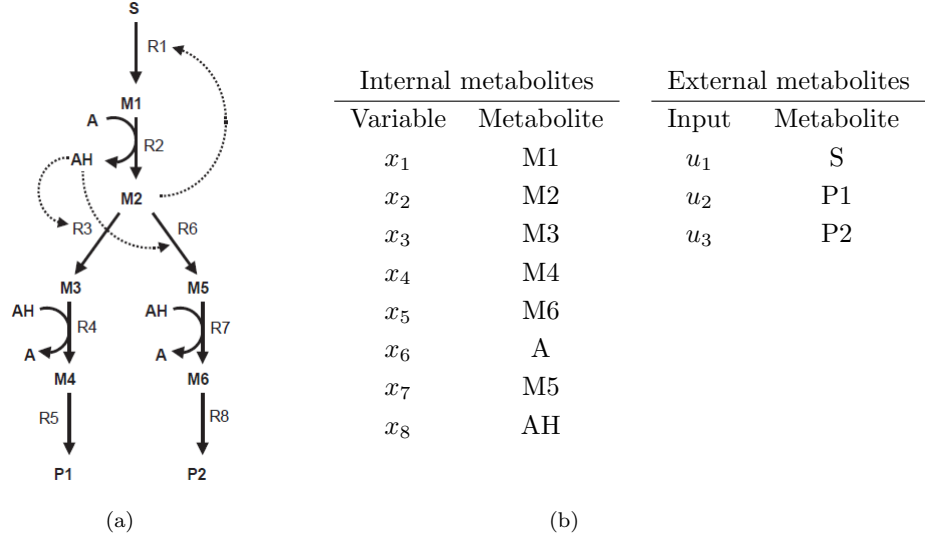 S
R1
M1
A
R2
AH
M2
R3
R6
M3
M5
AH
AH
R4
R7
A
A
M4
M6
R5
R8
P1
P2
(a)
Internal metabolites
Variable Metabolite
x₁ M1
x₂ M2
x₃ M3
x₄ M4
x₅ M6
x₆ A
x₇ M5
x₈ AH
External metabolites
Input Metabolite
u₁ S
u₂ P1
u₃ P2
(b)